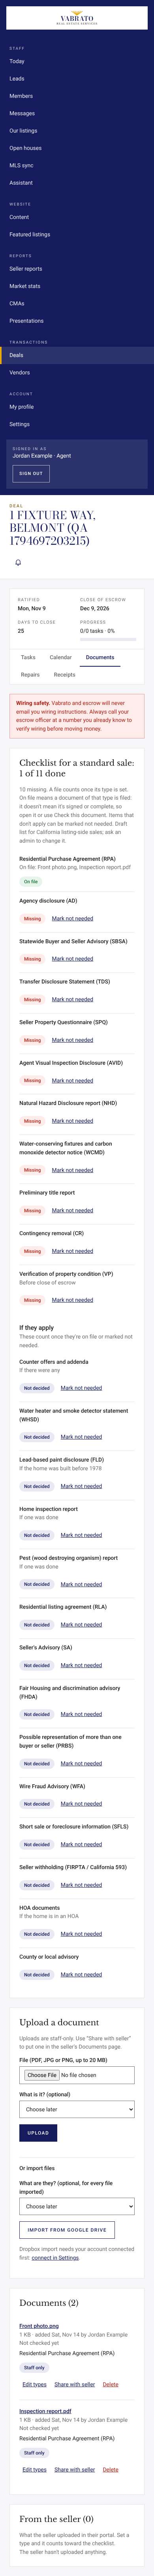 VABRATO
REAL ESTATE SERVICES
STAFF
Today
Leads
Members
Messages
Our listings
Open houses
MLS sync
Assistant
WEBSITE
Content
Featured listings
REPORTS
Seller reports
Market stats
CMAs
Presentations
TRANSACTIONS
Deals
Vendors
ACCOUNT
My profile
Settings
SIGNED IN AS
Jordan Example · Agent
SIGN OUT
DEAL
1 FIXTURE WAY,
BELMONT (QA
1794697203215)
RATIFIED
Mon, Nov 9
CLOSE OF ESCROW
Dec 9, 2026
DAYS TO CLOSE
25
PROGRESS
0/0 tasks · 0%
Tasks Calendar Documents
Repairs Receipts
Wiring safety. Vabrato and escrow will never
email you wiring instructions. Always call your
escrow officer at a number you already know to
verify wiring before moving money.
Checklist for a standard sale:
1 of 11 done
10 missing. A file counts once its type is set.
On file means a document of that type is filed:
it doesn't mean it's signed or complete, so
open it or use Check this document. Items that
don't apply can be marked not needed. Draft
list for California listing-side sales; ask an
admin to change it.
Residential Purchase Agreement (RPA)
On file: Front photo.png, Inspection report.pdf
On file
Agency disclosure (AD)
Missing Mark not needed
Statewide Buyer and Seller Advisory (SBSA)
Missing Mark not needed
Transfer Disclosure Statement (TDS)
Missing Mark not needed
Seller Property Questionnaire (SPQ)
Missing Mark not needed
Agent Visual Inspection Disclosure (AVID)
Missing Mark not needed
Natural Hazard Disclosure report (NHD)
Missing Mark not needed
Water-conserving fixtures and carbon
monoxide detector notice (WCMD)
Missing Mark not needed
Preliminary title report
Missing Mark not needed
Contingency removal (CR)
Missing Mark not needed
Verification of property condition (VP)
Before close of escrow
Missing Mark not needed
If they apply
These count once they're on file or marked not
needed.
Counter offers and addenda
If there were any
Not decided Mark not needed
Water heater and smoke detector statement
(WHSD)
Not decided Mark not needed
Lead-based paint disclosure (FLD)
If the home was built before 1978
Not decided Mark not needed
Home inspection report
If one was done
Not decided Mark not needed
Pest (wood destroying organism) report
If one was done
Not decided Mark not needed
Residential listing agreement (RLA)
Not decided Mark not needed
Seller's Advisory (SA)
Not decided Mark not needed
Fair Housing and discrimination advisory
(FHDA)
Not decided Mark not needed
Possible representation of more than one
buyer or seller (PRBS)
Not decided Mark not needed
Wire Fraud Advisory (WFA)
Not decided Mark not needed
Short sale or foreclosure information (SFLS)
Not decided Mark not needed
Seller withholding (FIRPTA / California 593)
Not decided Mark not needed
HOA documents
If the home is in an HOA
Not decided Mark not needed
County or local advisory
Not decided Mark not needed
Upload a document
Uploads are staff-only. Use "Share with seller"
to put one in the seller's Documents page.
File (PDF, JPG or PNG, up to 20 MB)
Choose File No file chosen
What is it? (optional)
Choose later
UPLOAD
Or import files
What are they? (optional, for every file
imported)
Choose later
IMPORT FROM GOOGLE DRIVE
Dropbox import needs your account connected
first: connect in Settings.
Documents (2)
Front photo.png
1 KB · added Sat, Nov 14 by Jordan Example
Not checked yet
Residential Purchase Agreement (RPA)
Staff only
Edit types Share with seller Delete
Inspection report.pdf
1 KB · added Sat, Nov 14 by Jordan Example
Not checked yet
Residential Purchase Agreement (RPA)
Staff only
Edit types Share with seller Delete
From the seller (0)
What the seller uploaded in their portal. Set a
type and it counts toward the checklist.
The seller hasn't uploaded anything.